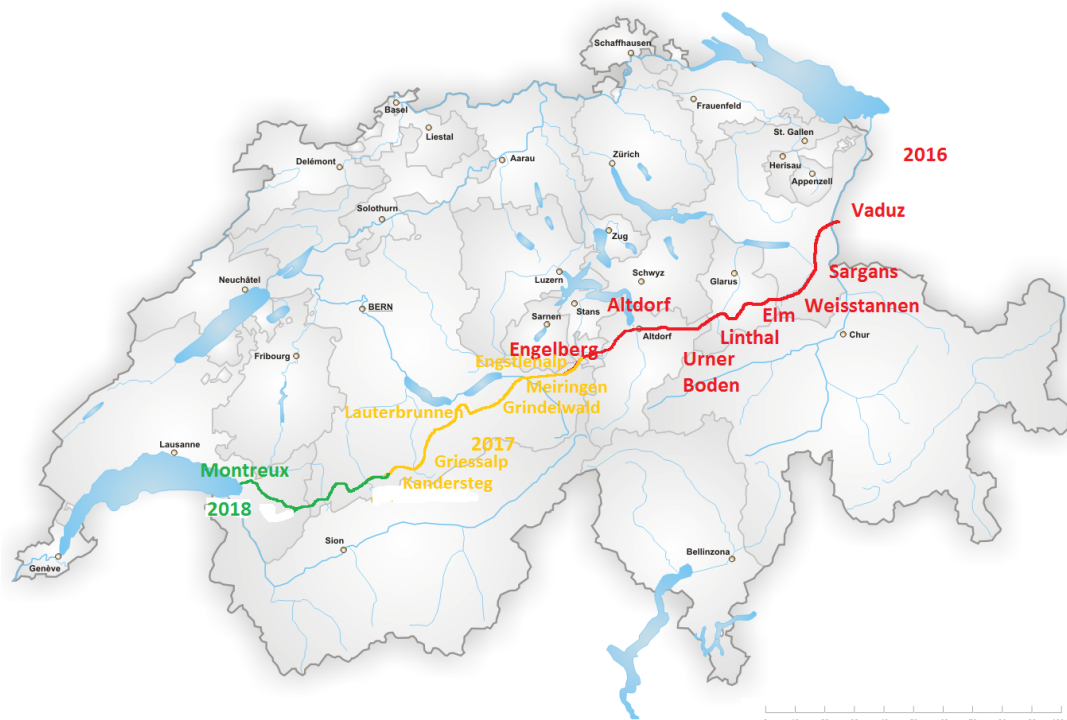 Schaffhausen
Basel
Liestal
Frauenfeld
St. Gallen
Herisau
Appenzell
2016
Delémont
Aarau
Zürich
Solothurn
Vaduz
Zug
Neuchâtel
Luzern
Schwyz
Glarus
Sargans
BERN
Stans
Altdorf
Elm
Weisstannen
Sarnen
Altdorf
Linthal
Chur
Fribourg
Engelberg
Engstlenalp
Urner
Boden
Meiringen
Grindelwald
Lauterbrunnen
2017
Lausanne
Montreux
Griessalp
Kandersteg
2018
Sion
Genève
Bellinzona